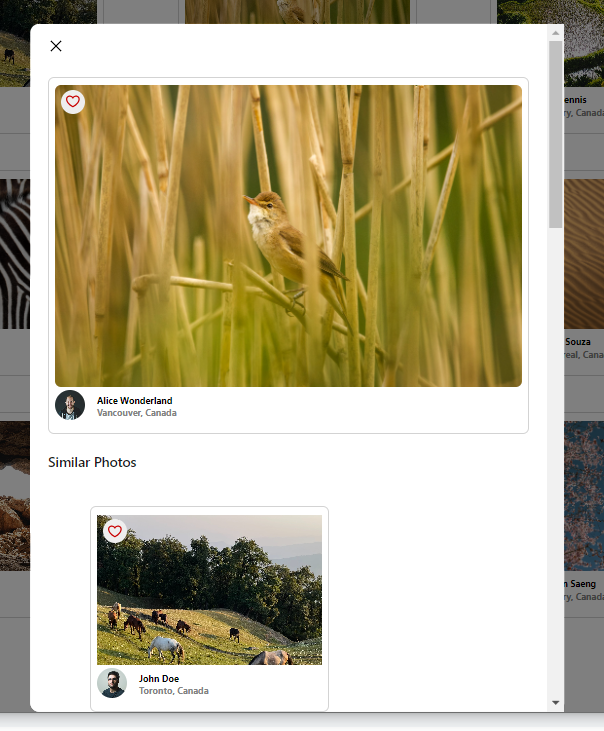 Alice Wonderland
Vancouver, Canada
Similar Photos
John Doe
Toronto, Canada
ennis
ry, Canada
Souza
real, Cana
n Saeng
ry, Canada